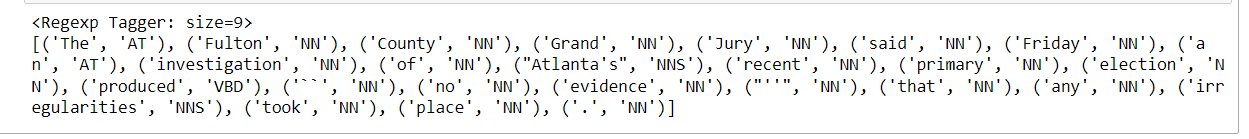 <Regexp Tagger: size=9>
[('The', 'AT'), ('Fulton', 'NN'), ('County', 'NN'), ('Grand', 'NN'), ('Jury', 'NN'), ('said', 'NN'), ('Friday', 'NN'), ('a
n', 'AT'), ('investigation', 'NN'), ('of', 'NN'), ("Atlanta's", 'NNS'), ('recent', 'NN'), ('primary', 'NN'), ('election', 'N
N'), ('produced', 'VBD'), ('``', 'NN'), ('no', 'NN'), ('evidence', 'NN'), ("''", 'NN'), ('that', 'NN'), ('any', 'NN'), ('irr
egularities', 'NNS'), ('took', 'NN'), ('place', 'NN'), ('.', 'NN')]